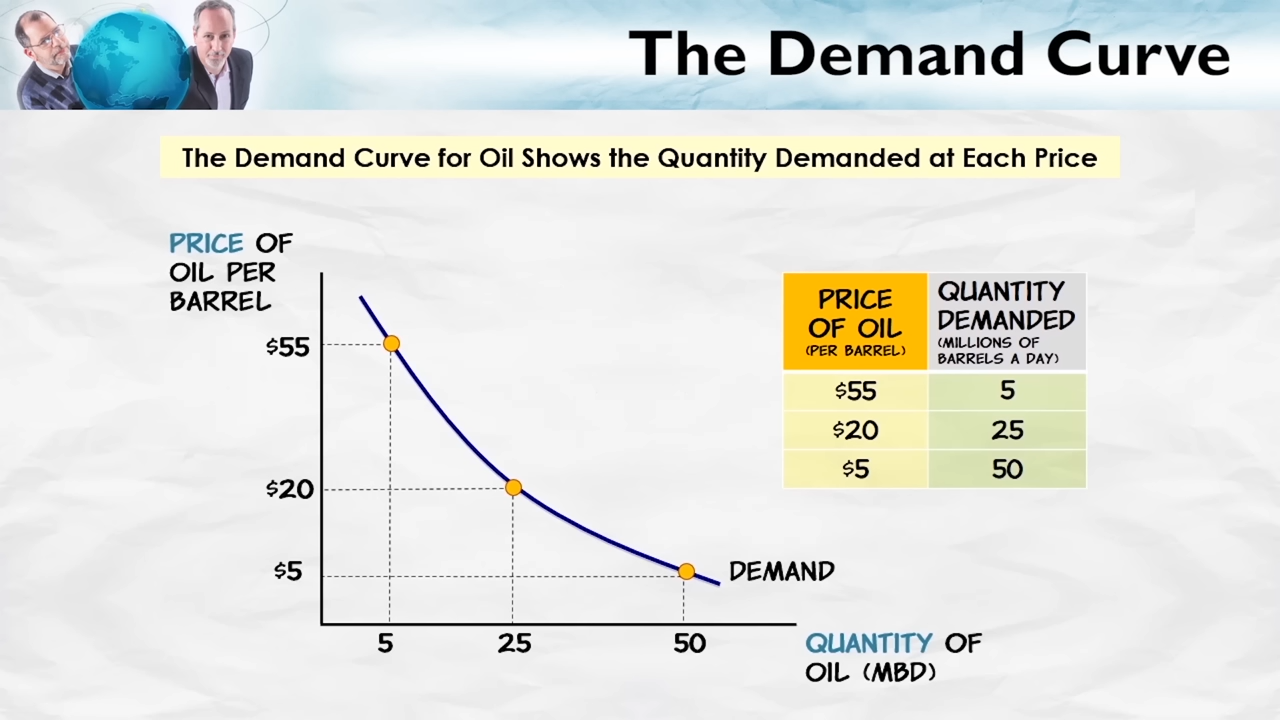 The Demand Curve
The Demand Curve for Oil Shows the Quantity Demanded at Each Price
PRICE OF
OIL PER
BARREL
$55
$20
$5
5
25
50
DEMAND
QUANTITY OF
OIL (MBD)
PRICE
OF OIL
(PER BARREL)
QUANTITY
DEMANDED
(MILLIONS OF
BARRELS A DAY)
$55 5
$20 25
$5 50